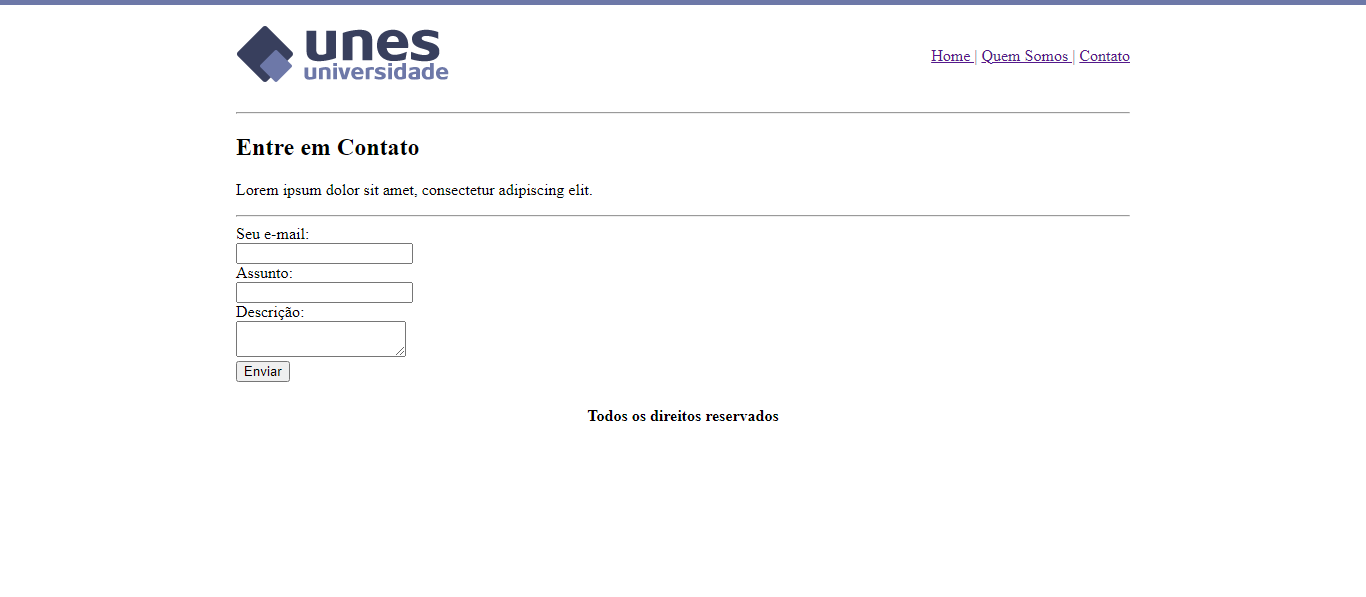 unes
universidade
Home | Quem Somos | Contato
Entre em Contato
Lorem ipsum dolor sit amet, consectetur adipiscing elit.
Seu e-mail:
Assunto:
Descrição:
Enviar
Todos os direitos reservados